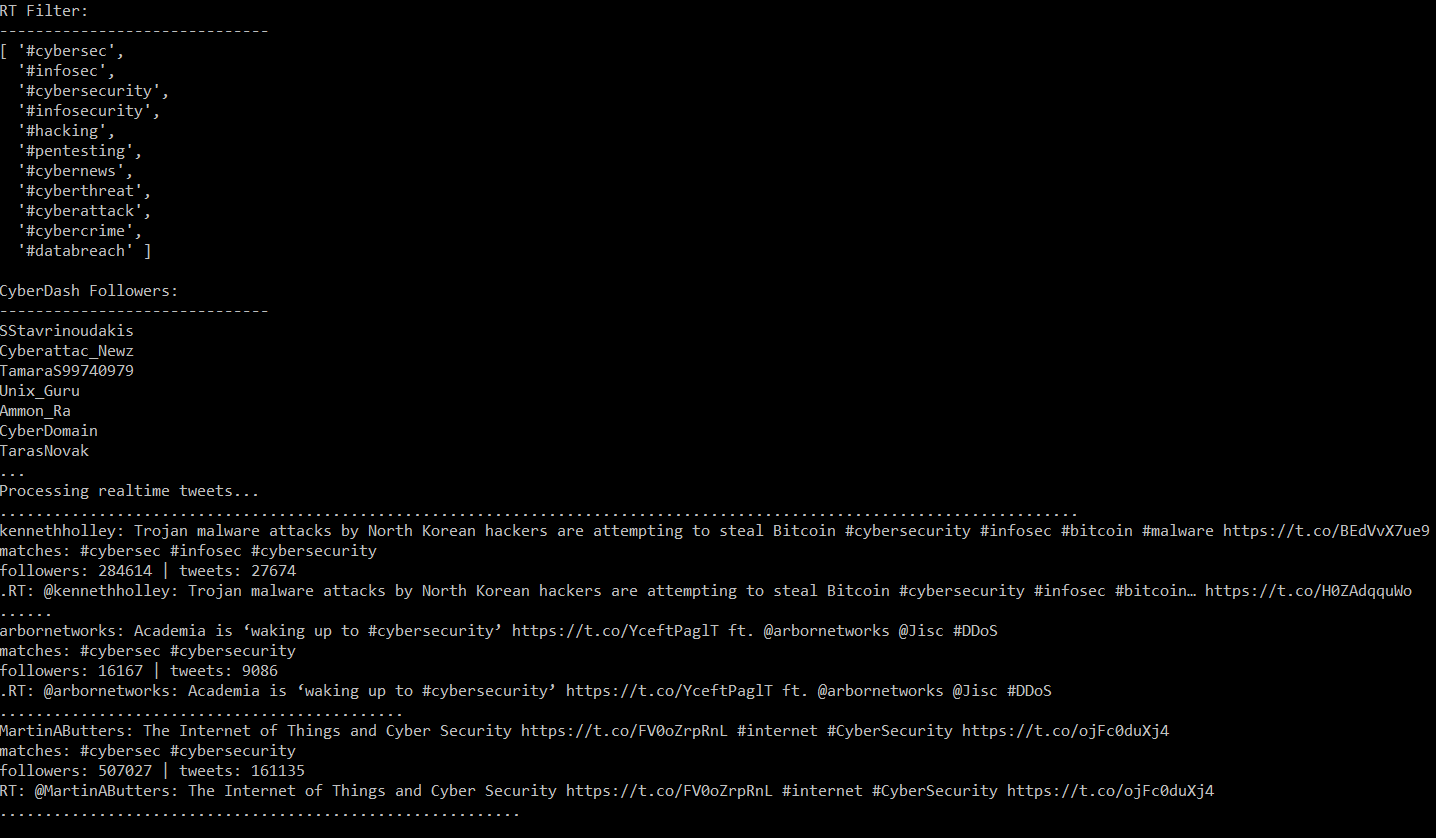 RT Filter:
------------------------------
[ '#cybersec',
  '#infosec',
  '#cybersecurity',
  '#infosecurity',
  '#hacking',
  '#pentesting',
  '#cybernews',
  '#cyberthreat',
  '#cyberattack',
  '#cybercrime',
  '#databreach' ]
CyberDash Followers:
------------------------------
SStavrinoudakis
Cyberattac_Newz
TamaraS99740979
Unix_Guru
Ammon_Ra
CyberDomain
TarasNovak
...
Processing realtime tweets...
........................................................................................................................
kennethholley: Trojan malware attacks by North Korean hackers are attempting to steal Bitcoin #cybersecurity #infosec #bitcoin #malware https://t.co/BEdVvX7ue9
matches: #cybersec #infosec #cybersecurity
followers: 284614 | tweets: 27674
.RT: @kennethholley: Trojan malware attacks by North Korean hackers are attempting to steal Bitcoin #cybersecurity #infosec #bitcoin… https://t.co/H0ZAdqquWo
......
arbornetworks: Academia is ‘waking up to #cybersecurity’ https://t.co/YceftPaglT ft. @arbornetworks @Jisc #DDoS
matches: #cybersec #cybersecurity
followers: 16167 | tweets: 9086
.RT: @arbornetworks: Academia is ‘waking up to #cybersecurity’ https://t.co/YceftPaglT ft. @arbornetworks @Jisc #DDoS
.............................................
MartinAButters: The Internet of Things and Cyber Security https://t.co/FV0oZrpRnL #internet #CyberSecurity https://t.co/ojFc0duXj4
matches: #cybersec #cybersecurity
followers: 507027 | tweets: 161135
RT: @MartinAButters: The Internet of Things and Cyber Security https://t.co/FV0oZrpRnL #internet #CyberSecurity https://t.co/ojFc0duXj4
..........................................................